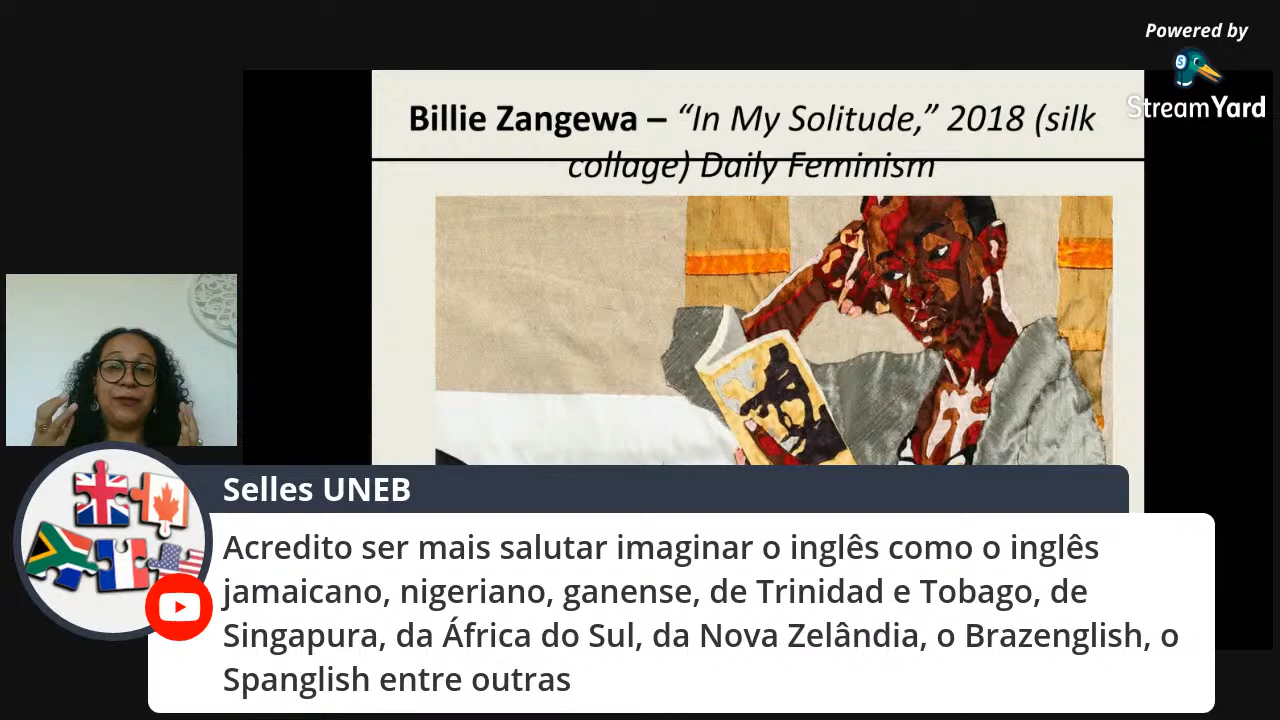 Powered by
StreamYard
Billie Zangewa – “In My Solitude,” 2018 (silk
collage) Daily Feminism
Selles UNEB
Acredito ser mais salutar imaginar o inglês como o inglês
jamaicano, nigeriano, ganense, de Trinidad e Tobago, de
Singapura, da África do Sul, da Nova Zelândia, o Brazenglish, o
Spanglish entre outras